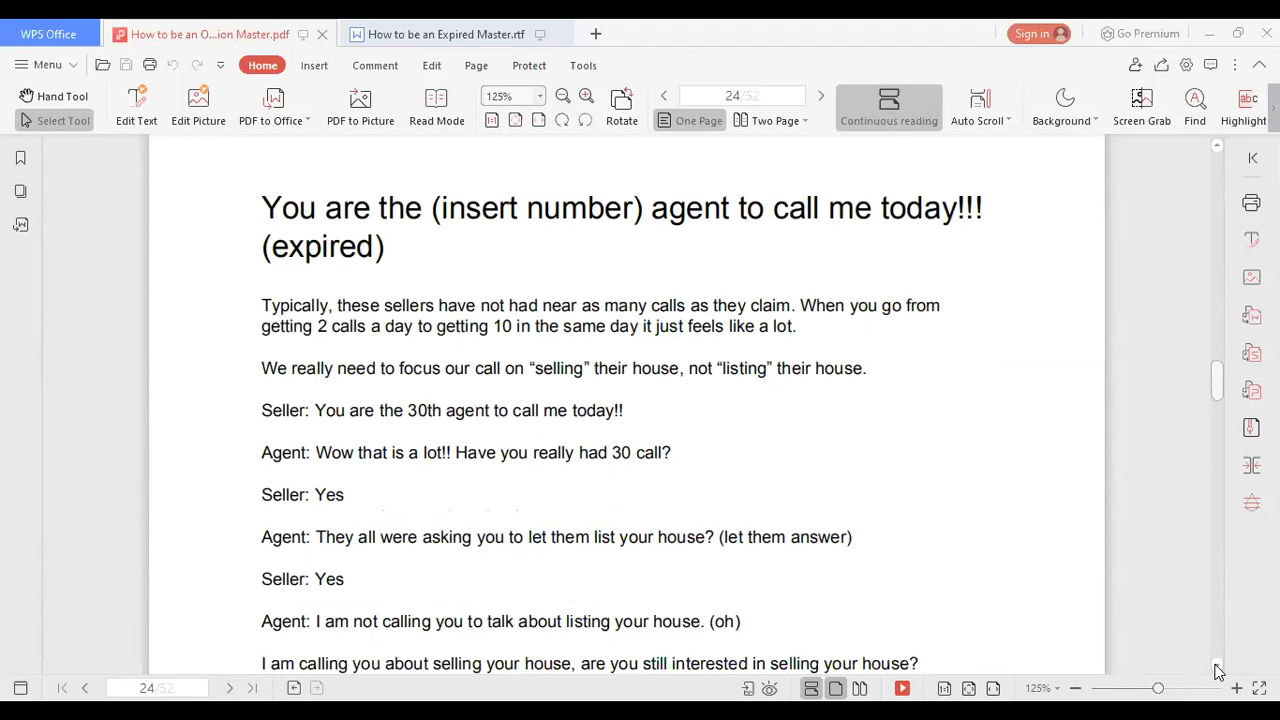 WPS Office
How to be an O...ion Master.pdf
How to be an Expired Master.rtf
Sign in
Go Premium
Menu
Home
Insert
Comment
Edit
Page
Protect
Tools
Hand Tool
Select Tool
Edit Text
Edit Picture
PDF to Office
PDF to Picture
Read Mode
125%
Rotate
24/52
One Page
Two Page
Continuous reading
Auto Scroll
Background
Screen Grab
Find
Highlight
You are the (insert number) agent to call me today!!!
(expired)
Typically, these sellers have not had near as many calls as they claim. When you go from
getting 2 calls a day to getting 10 in the same day it just feels like a lot.
We really need to focus our call on “selling” their house, not “listing” their house.
Seller: You are the 30th agent to call me today!!
Agent: Wow that is a lot!! Have you really had 30 call?
Seller: Yes
Agent: They all were asking you to let them list your house? (let them answer)
Seller: Yes
Agent: I am not calling you to talk about listing your house. (oh)
I am calling you about selling your house, are you still interested in selling your house?
24/52
125%